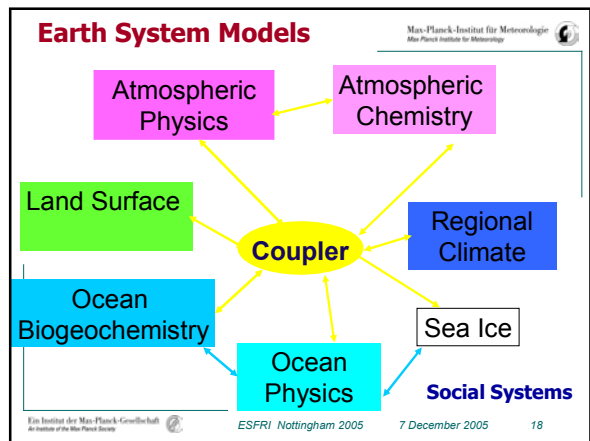 Earth System Models
Max-Planck-Institut für Meteorologie
Max Planck Institute for Meteorology
Atmospheric
Physics
Atmospheric
Chemistry
Land Surface
Coupler
Regional
Climate
Ocean
Biogeochemistry
Sea Ice
Ocean
Physics
Social Systems
Ein Institut der Max-Planck-Gesellschaft
An Institute of the Max Planck Society
ESFRI Nottingham 2005 7 December 2005 18